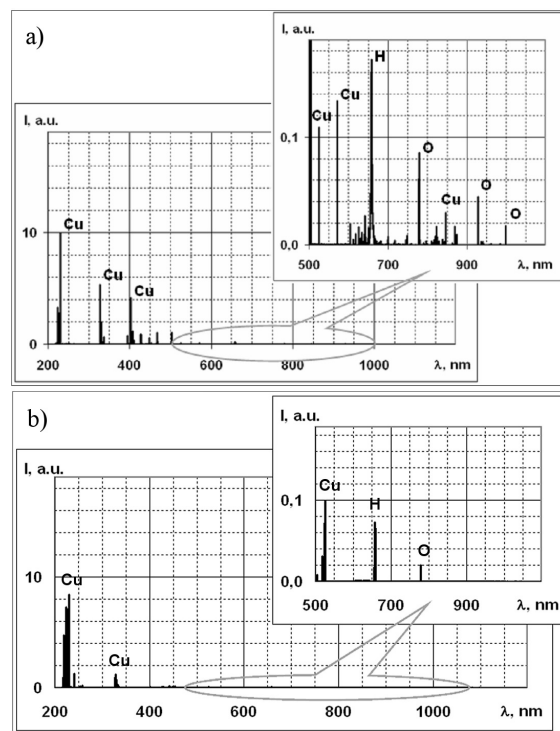 a)
I, a.u.
10
0
Cu
Cu
Cu
200 400 600 800 1000 λ, nm
I, a.u.
0,1
0,0
Cu
Cu
H
O
Cu
O
O
500 700 900 λ, nm
b)
I, a.u.
10
0
Cu
Cu
200 400 600 800 1000 λ, nm
I, a.u.
0,1
0,0
Cu
H
O
500 700 900 λ, nm